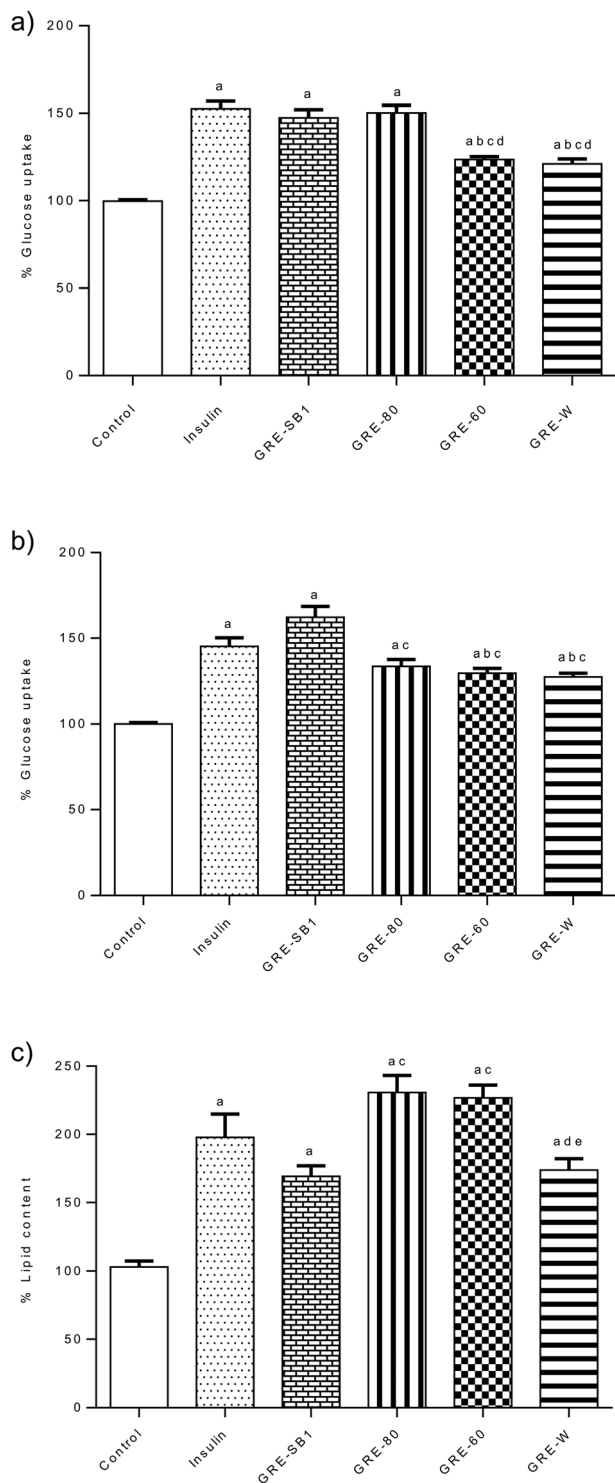 a)
% Glucose uptake
200
150
100
50
0
a
a
a
a b c d
a b c d
Control
Insulin
GRE-SB1
GRE-80
GRE-60
GRE-W
b)
% Glucose uptake
200
150
100
50
0
a
a
a c
a b c
a b c
Control
Insulin
GRE-SB1
GRE-80
GRE-60
GRE-W
c)
% Lipid content
250
200
150
100
50
0
a
a
a c
a c
a d e
Control
Insulin
GRE-SB1
GRE-80
GRE-60
GRE-W